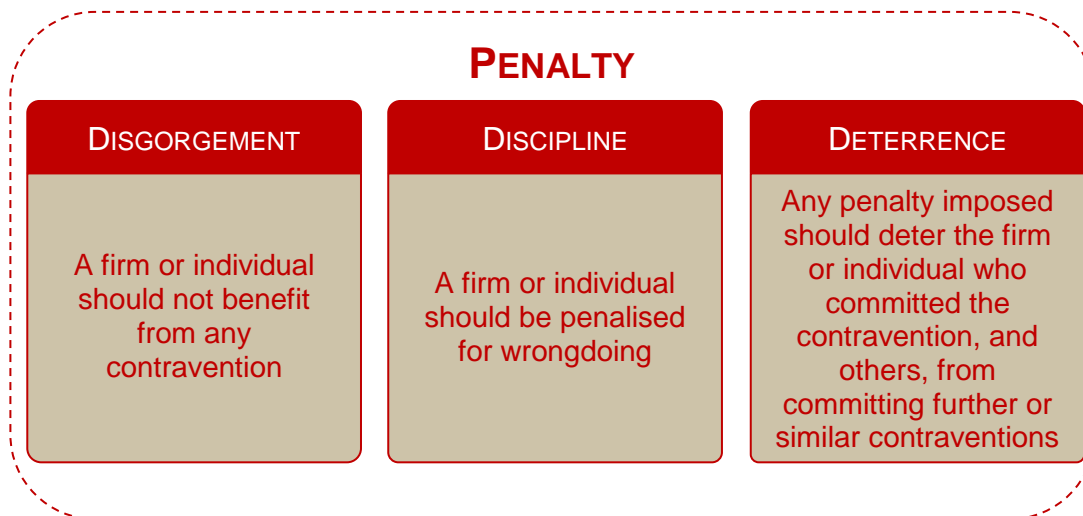 PENALTY
DISGORGEMENT
A firm or individual
should not benefit
from any
contravention
DISCIPLINE
A firm or individual
should be penalised
for wrongdoing
DETERRENCE
Any penalty imposed
should deter the firm
or individual who
committed the
contravention, and
others, from
committing further or
similar contraventions